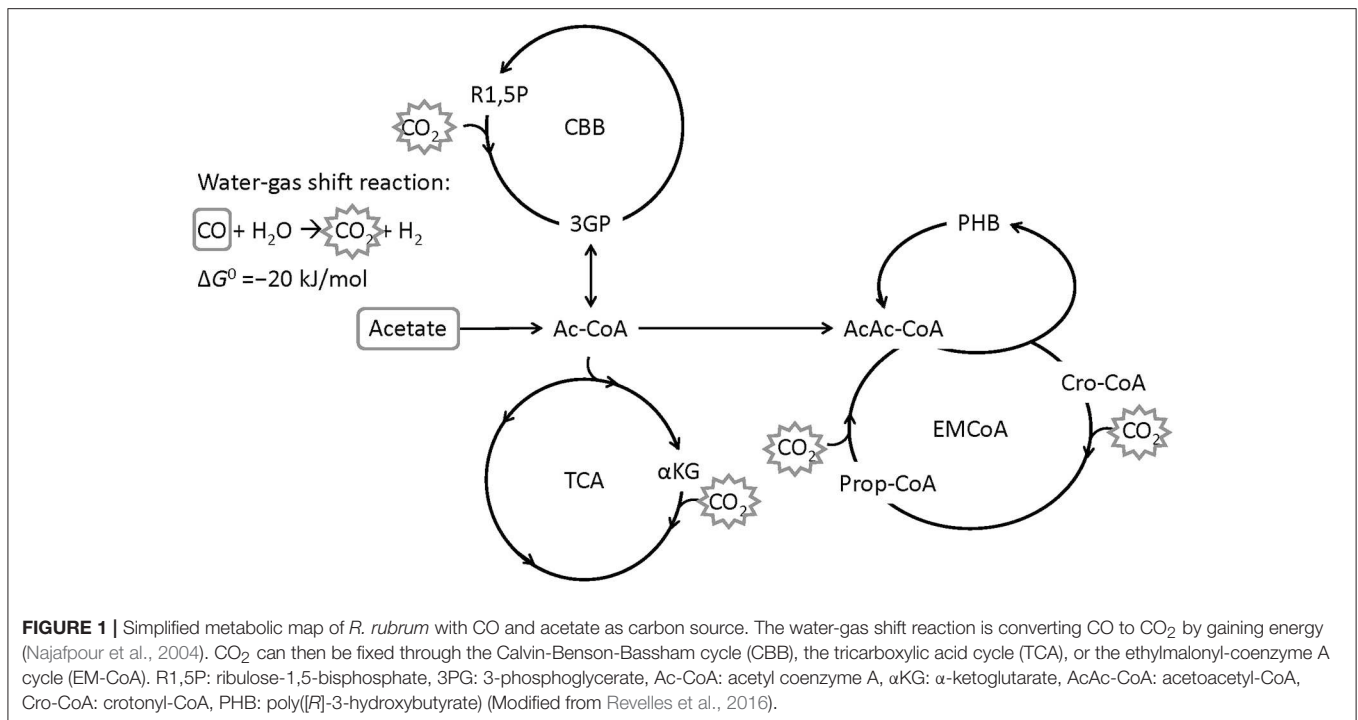 R1,5P
CO2
CBB
Water-gas shift reaction:
CO + H2O → CO2 + H2
3GP
PHB
ΔG⁰ =−20 kJ/mol
Acetate
Ac-CoA
AcAc-CoA
Cro-CoA
CO2
EMCoA
CO2
TCA
αKG
Prop-CoA
CO2
FIGURE 1 | Simplified metabolic map of R. rubrum with CO and acetate as carbon source. The water-gas shift reaction is converting CO to CO2 by gaining energy
(Najafpour et al., 2004). CO2 can then be fixed through the Calvin-Benson-Bassham cycle (CBB), the tricarboxylic acid cycle (TCA), or the ethylmalonyl-coenzyme A
cycle (EM-CoA). R1,5P: ribulose-1,5-bisphosphate, 3PG: 3-phosphoglycerate, Ac-CoA: acetyl coenzyme A, αKG: α-ketoglutarate, AcAc-CoA: acetoacetyl-CoA,
Cro-CoA: crotonyl-CoA, PHB: poly([R]-3-hydroxybutyrate) (Modified from Revelles et al., 2016).